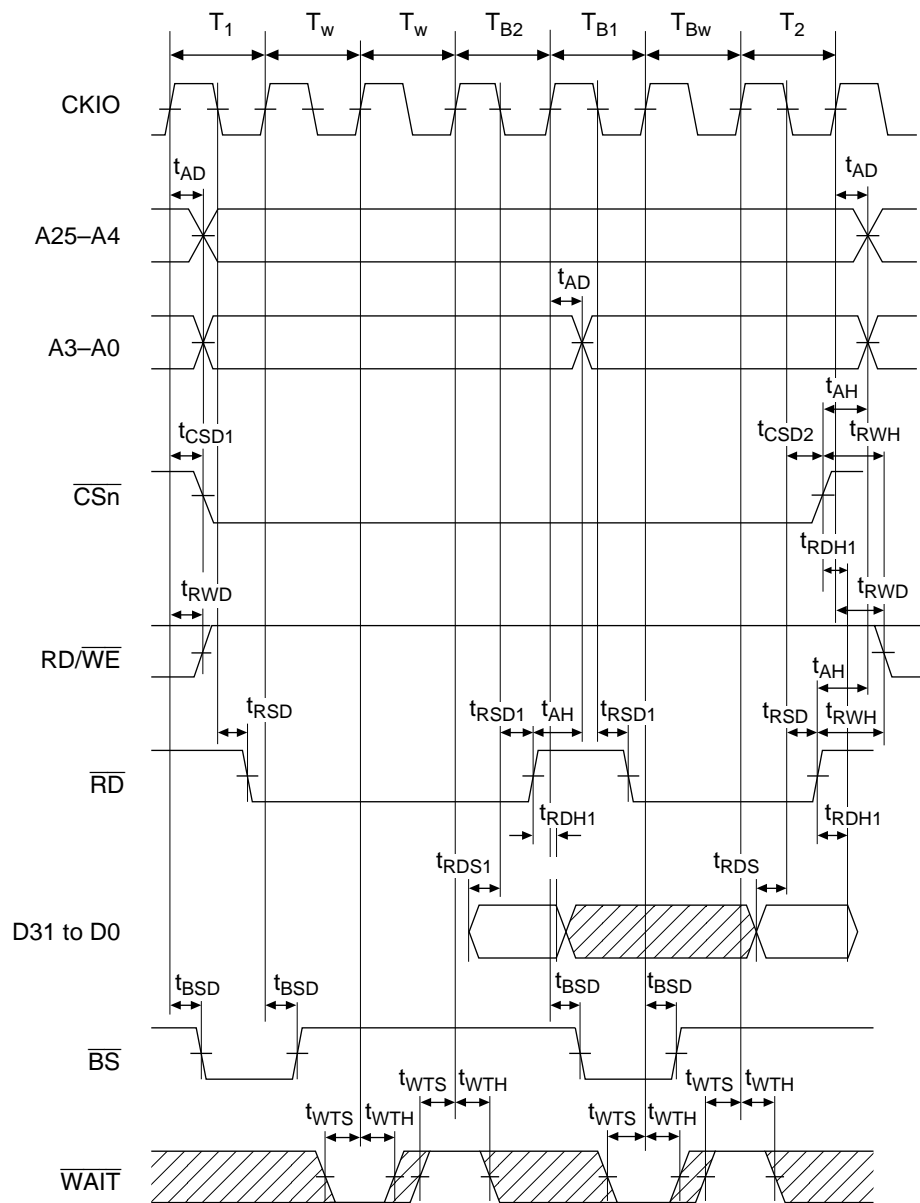 T1 Tw Tw TB2 TB1 TBw T2
CKIO
tAD tAD
A25–A4
tAD
A3–A0
tAH
tCSD1 tCSD2 tRWH
CSn
tRDH1
tRWD tRWD
RD/WE
tAH
tRSD tRSD1 tAH tRSD1 tRSD tRWH
RD
tRDH1 tRDH1
tRDS1 tRDS
D31 to D0
tBSD tBSD tBSD tBSD
BS
tWTS tWTH tWTS tWTH
tWTS tWTH tWTS tWTH
WAIT